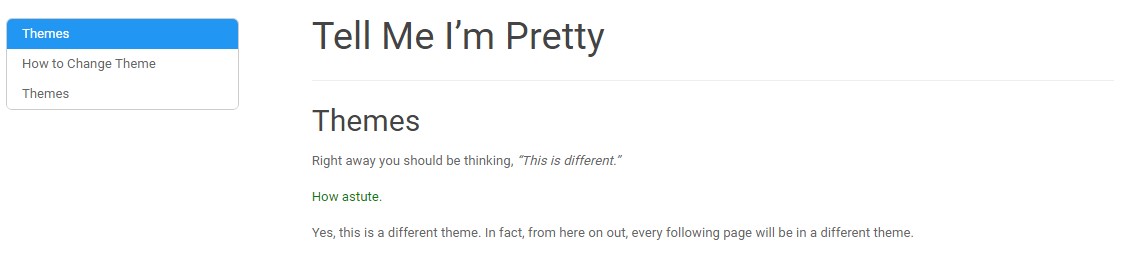 Themes
How to Change Theme
Themes
Tell Me I’m Pretty
Themes
Right away you should be thinking, “This is different.”
How astute.
Yes, this is a different theme. In fact, from here on out, every following page will be in a different theme.